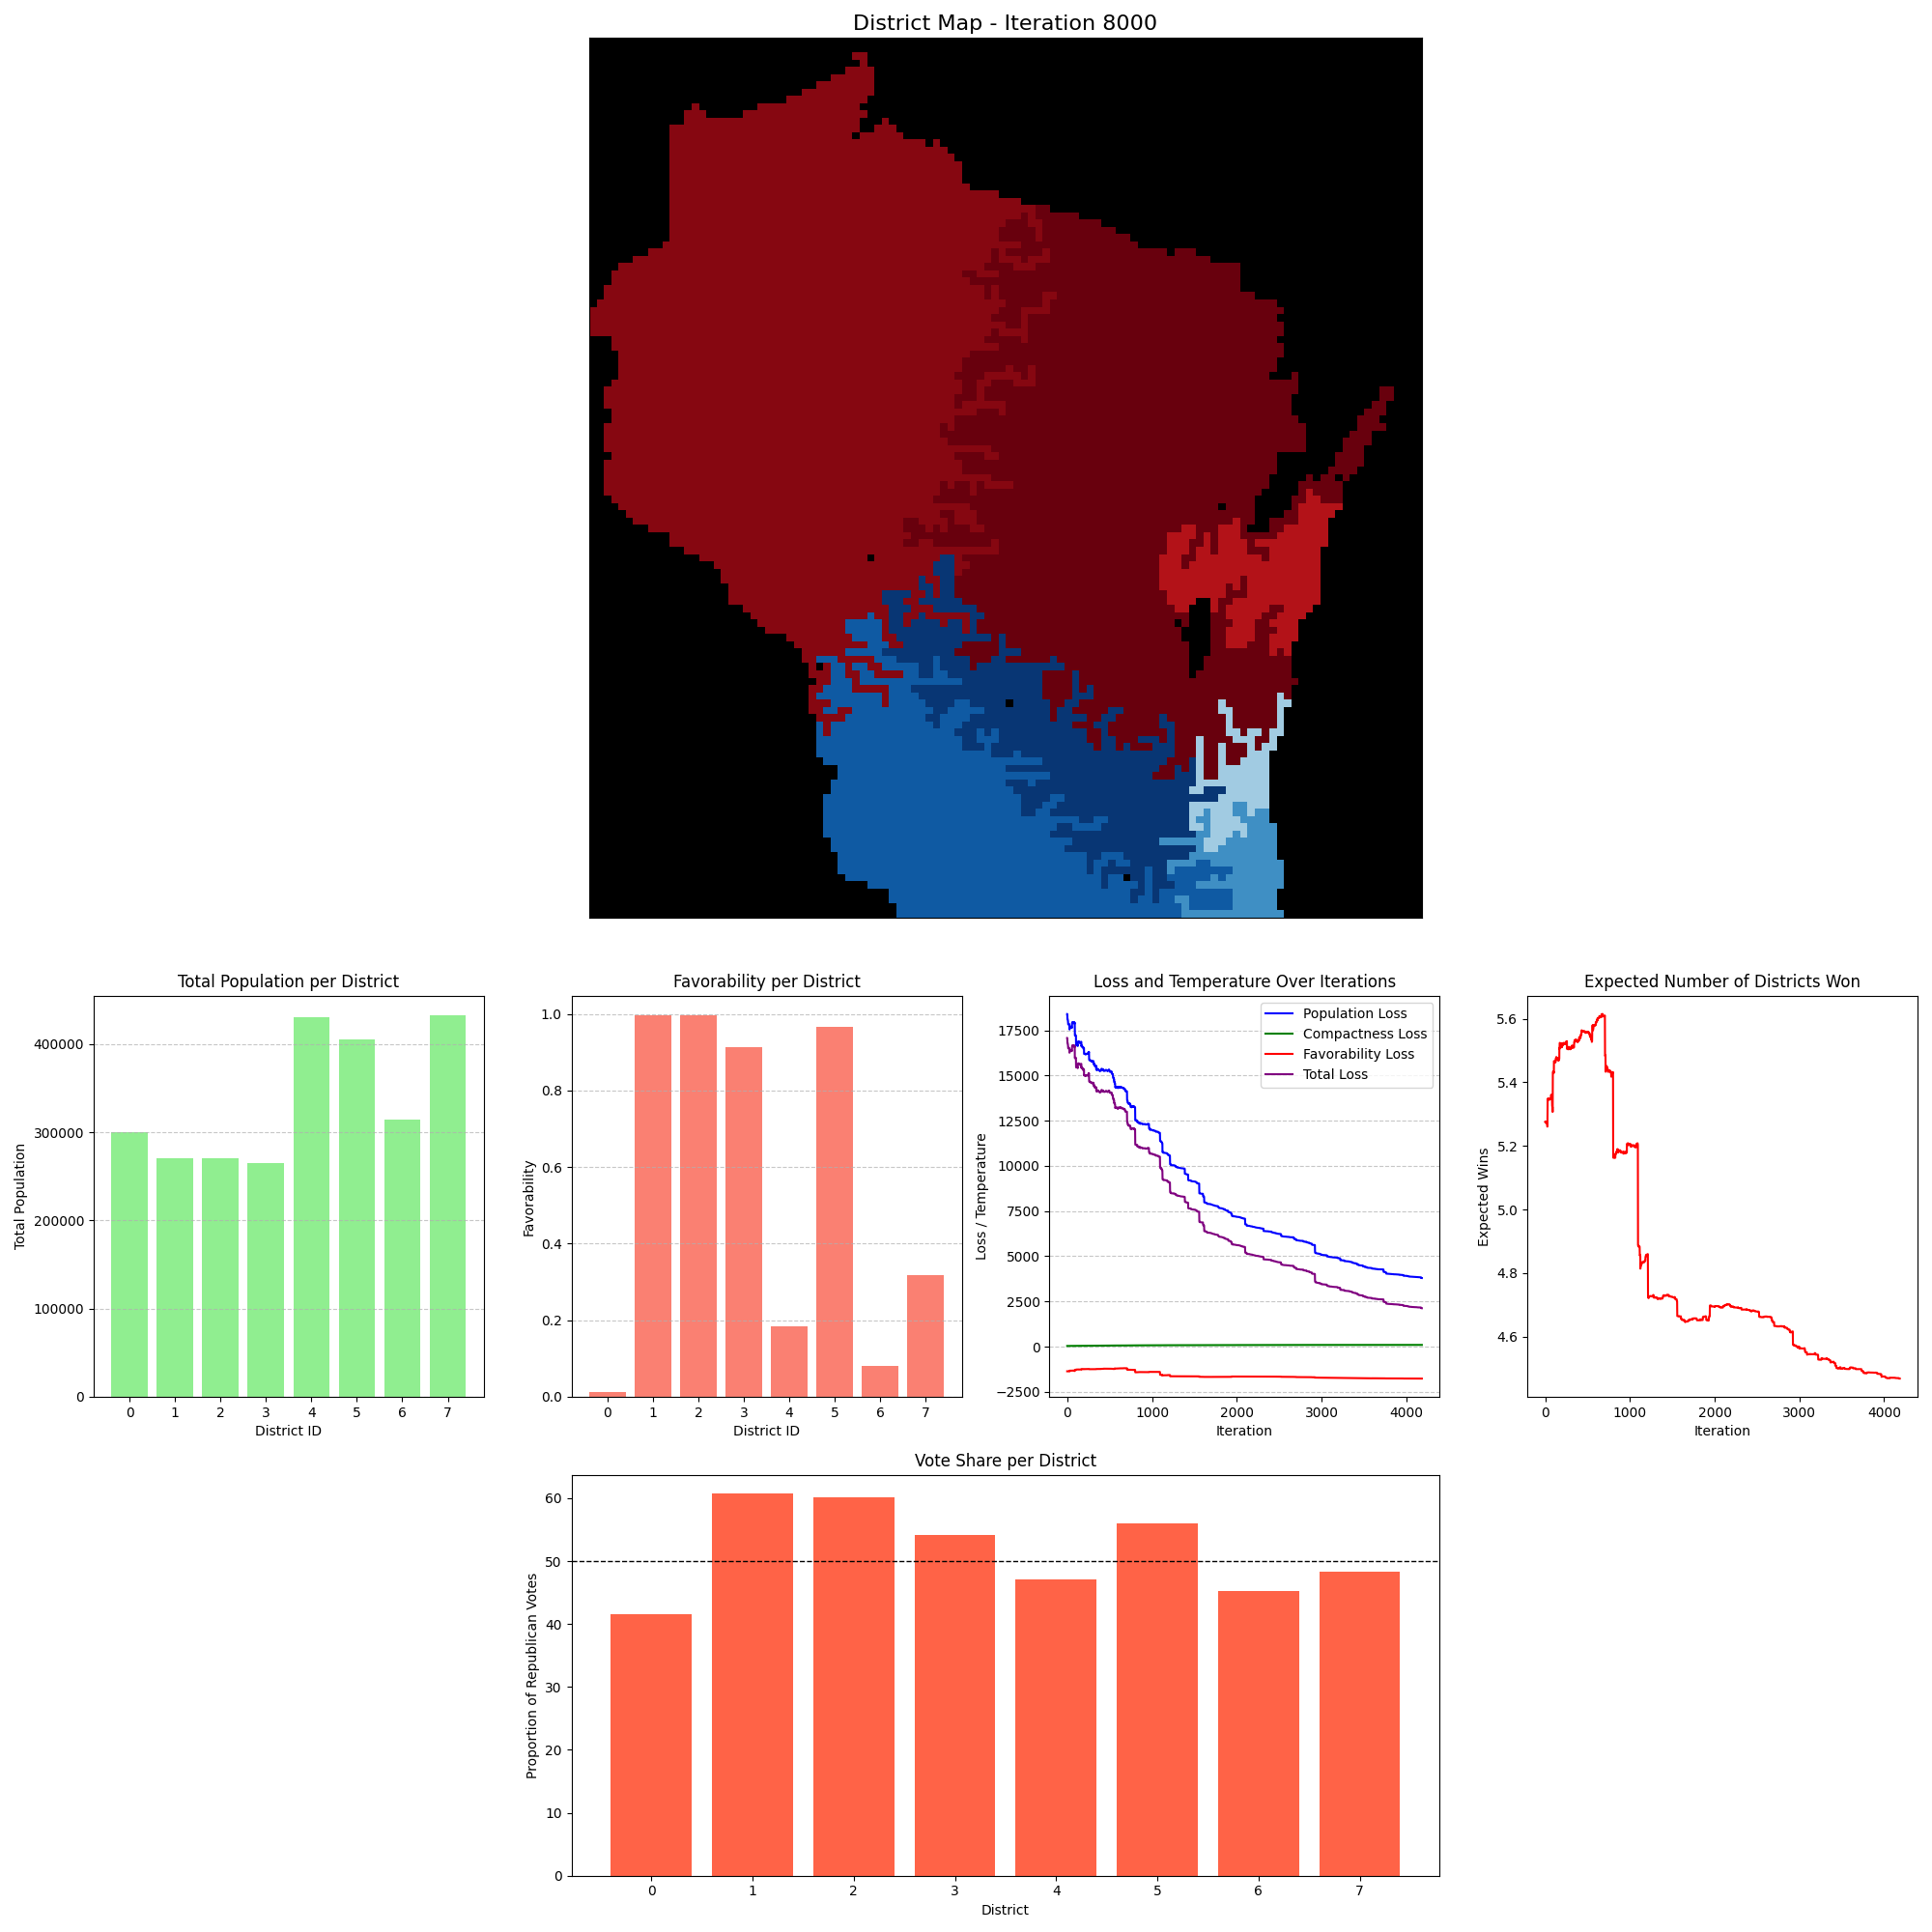 District Map - Iteration 8000
Total Population per District
Total Population
400000
300000
200000
100000
0
0 1 2 3 4 5 6 7
District ID
Favorability per District
Favorability
1.0
0.8
0.6
0.4
0.2
0.0
0 1 2 3 4 5 6 7
District ID
Loss and Temperature Over Iterations
Loss / Temperature
17500
15000
12500
10000
7500
5000
2500
0
−2500
Population Loss
Compactness Loss
Favorability Loss
Total Loss
0 1000 2000 3000 4000
Iteration
Expected Number of Districts Won
Expected Wins
5.6
5.4
5.2
5.0
4.8
4.6
0 1000 2000 3000 4000
Iteration
Vote Share per District
Proportion of Republican Votes
60
50
40
30
20
10
0
0 1 2 3 4 5 6 7
District